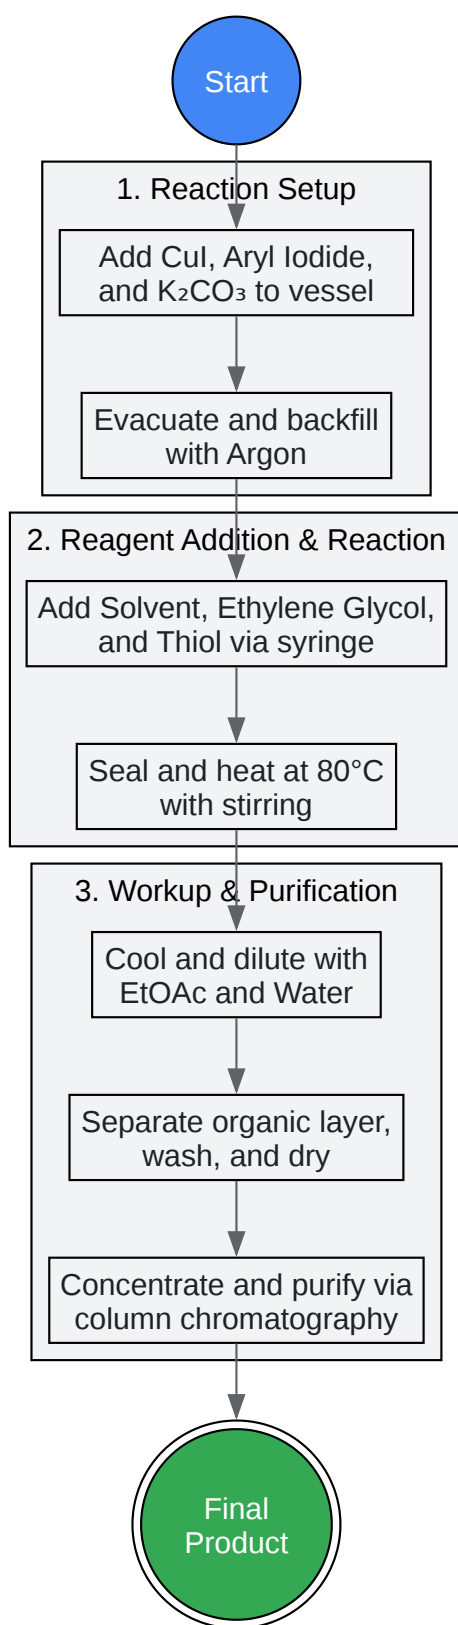 Start
1. Reaction Setup
Add CuI, Aryl Iodide,
and K₂CO₃ to vessel
Evacuate and backfill
with Argon
2. Reagent Addition & Reaction
Add Solvent, Ethylene Glycol,
and Thiol via syringe
Seal and heat at 80°C
with stirring
3. Workup & Purification
Cool and dilute with
EtOAc and Water
Separate organic layer,
wash, and dry
Concentrate and purify via
column chromatography
Final
Product